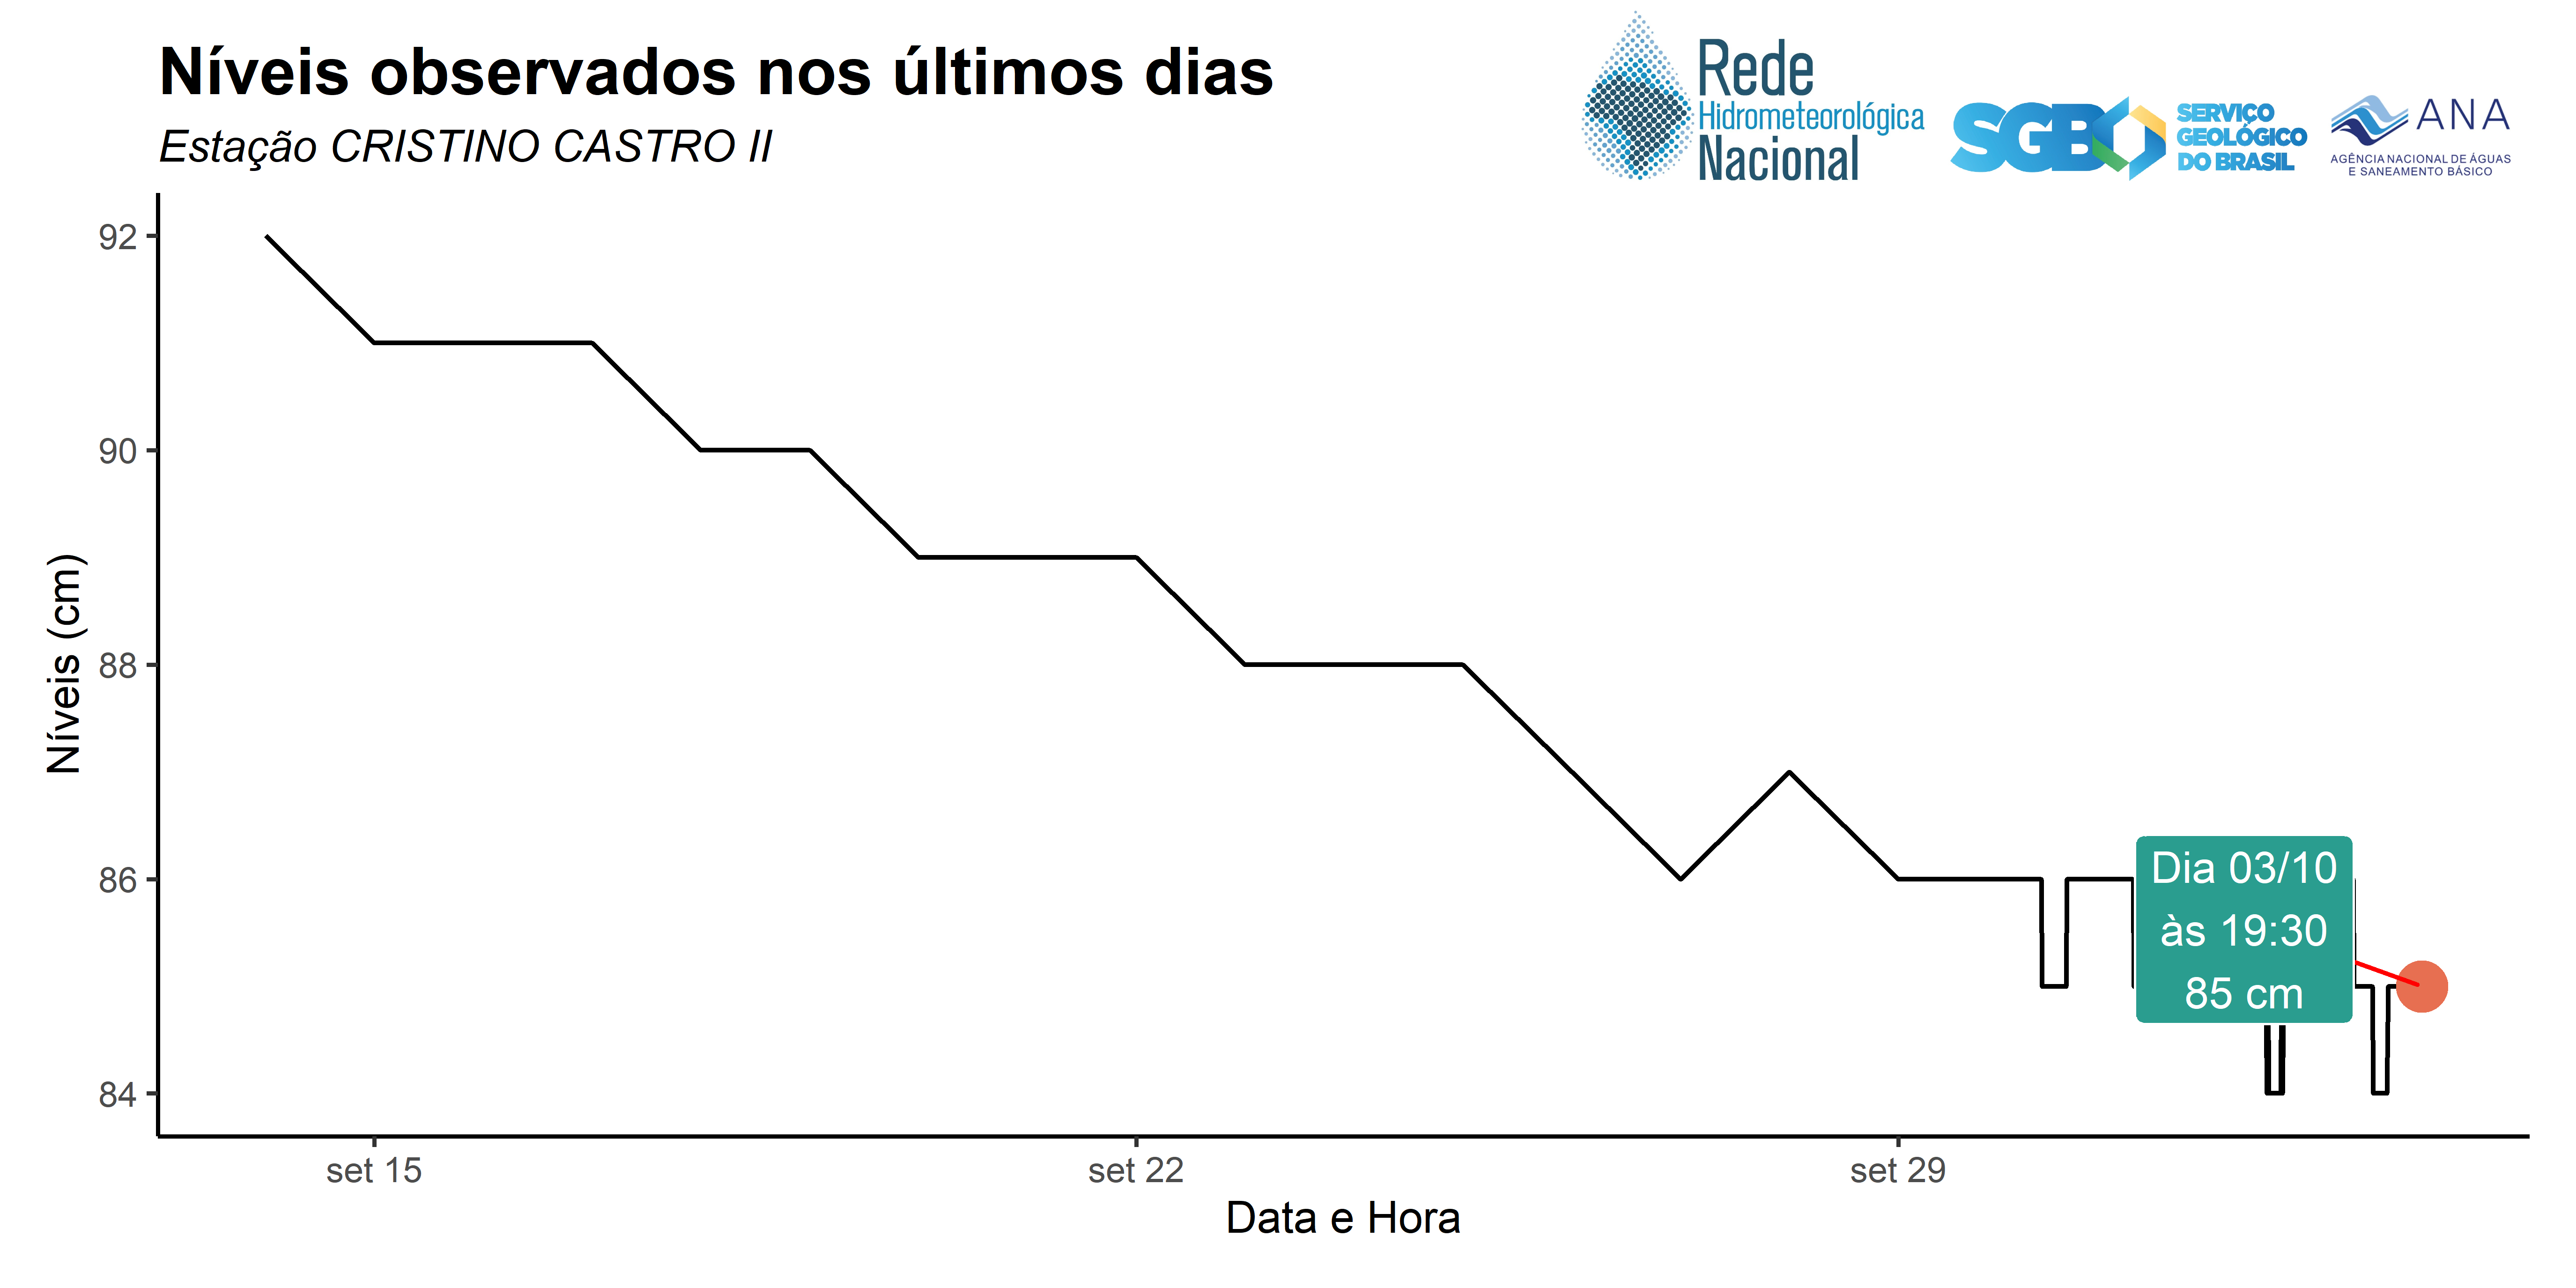 Níveis observados nos últimos dias
Estação CRISTINO CASTRO II
Rede
Hidrometeorológica
Nacional
SGB
SERVIÇO
GEOLÓGICO
DO BRASIL
ANA
AGÊNCIA NACIONAL DE ÁGUAS
E SANEAMENTO BÁSICO
Níveis (cm)
92
90
88
86
84
Dia 03/10
às 19:30
85 cm
set 15
set 22
set 29
Data e Hora